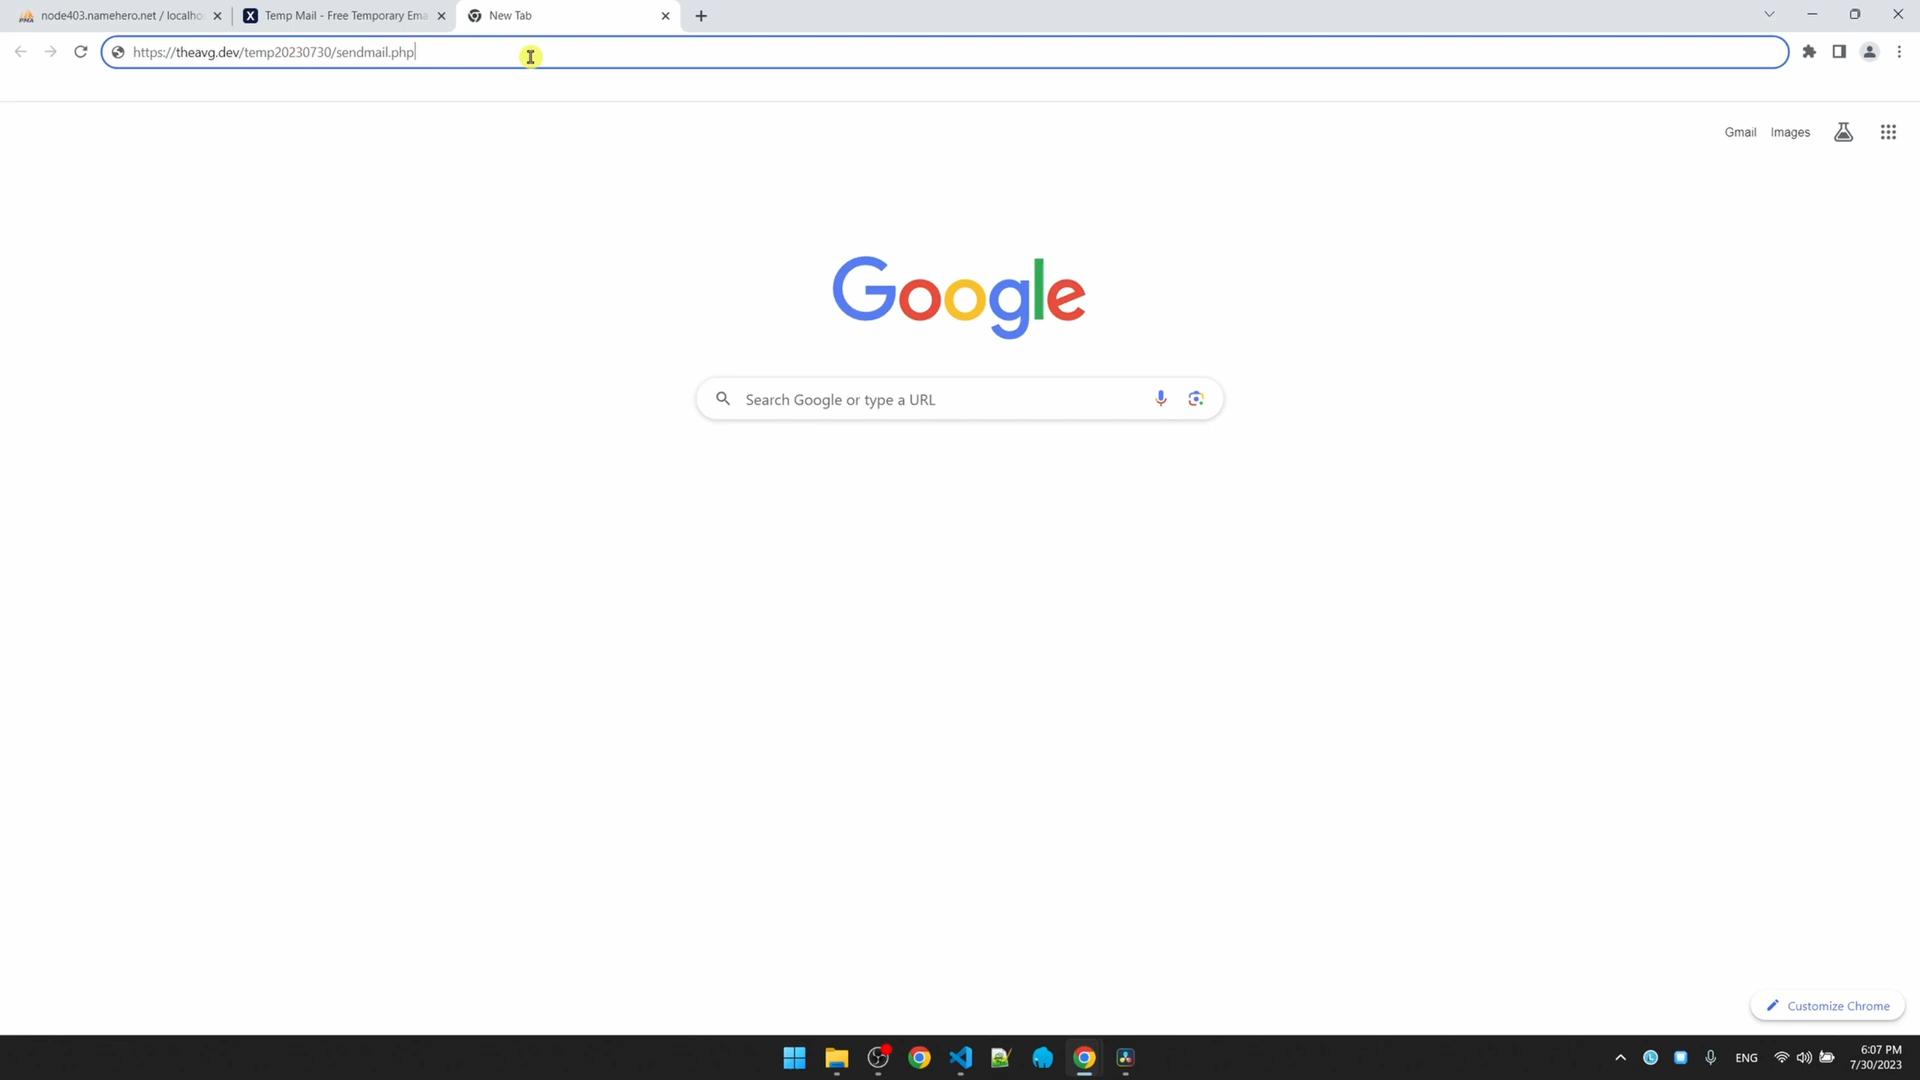 node403.namehero.net / localho
Temp Mail - Free Temporary Ema
New Tab
https://theavg.dev/temp20230730/sendmail.php
Gmail Images
Google
Search Google or type a URL
Customize Chrome
ENG
6:07 PM
7/30/2023